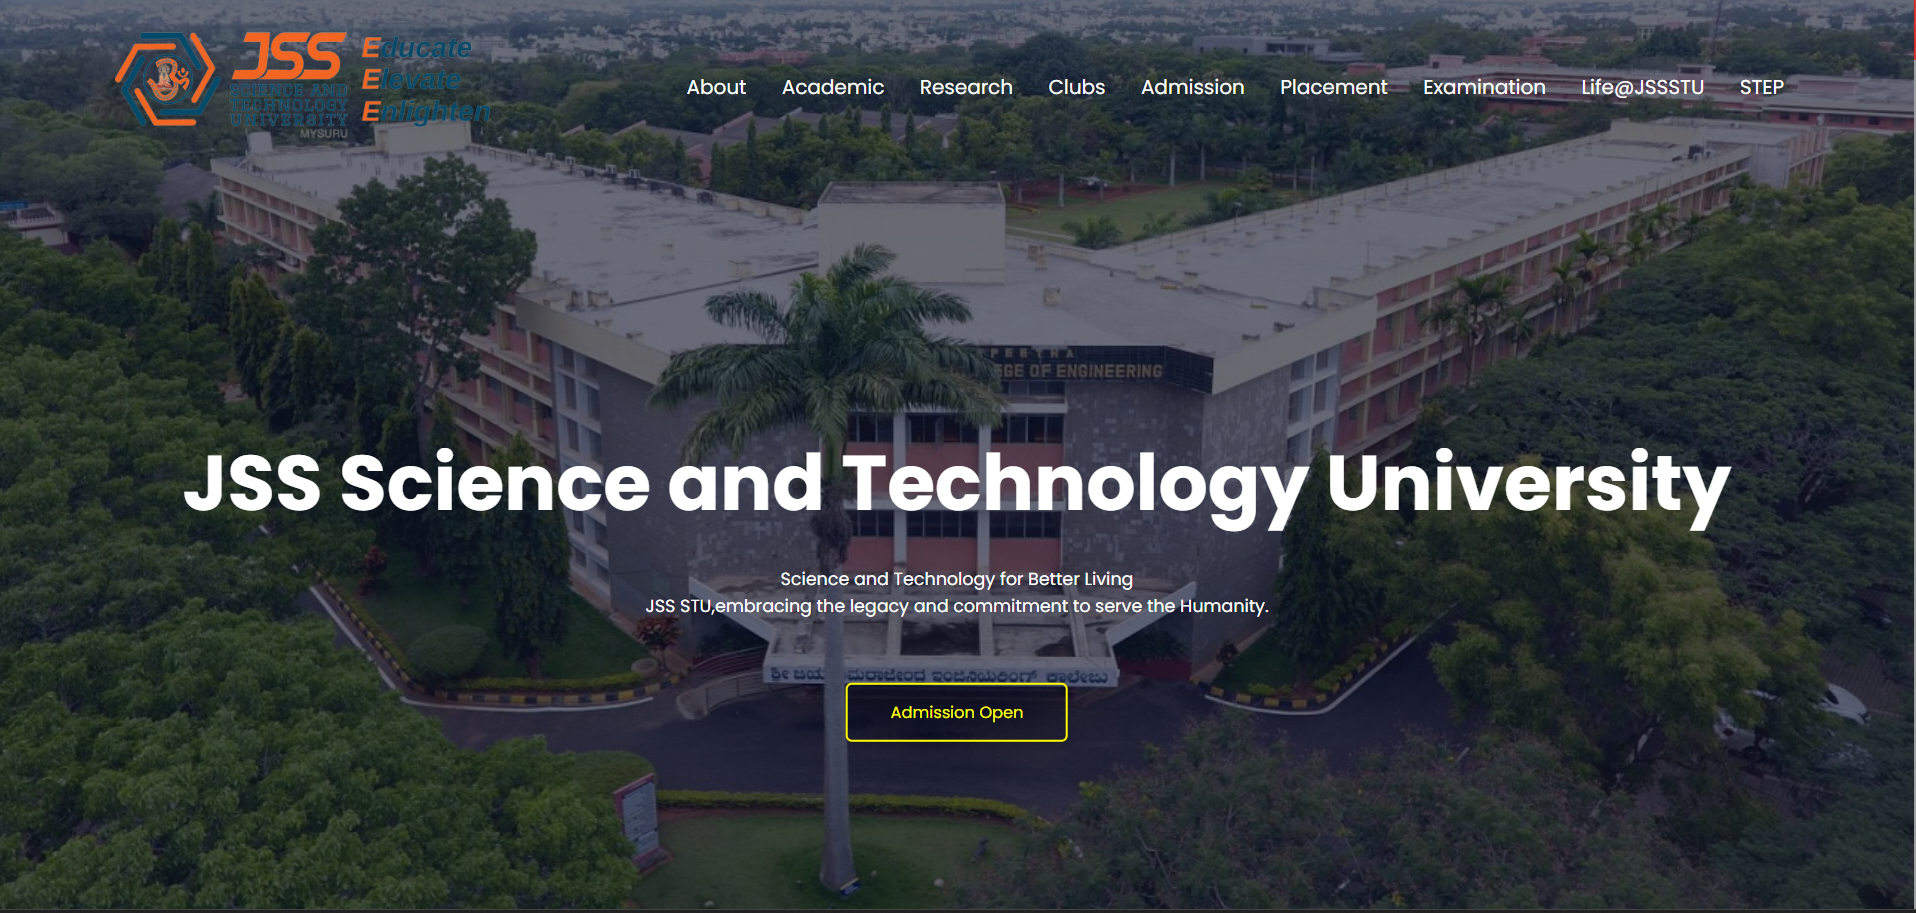 JSS
SCIENCE AND
TECHNOLOGY
UNIVERSITY
MYSURU
Educate
Elevate
Enlighten
About Academic Research Clubs Admission Placement Examination Life@JSSSTU STEP
PEETHA
OF ENGINEERING
JSS Science and Technology University
Science and Technology for Better Living
JSS STU,embracing the legacy and commitment to serve the Humanity.
ಶ್ರೀ ಇಂಜಿನಿಯರಿಂಗ್ ಕಾಲೇಜು
Admission Open